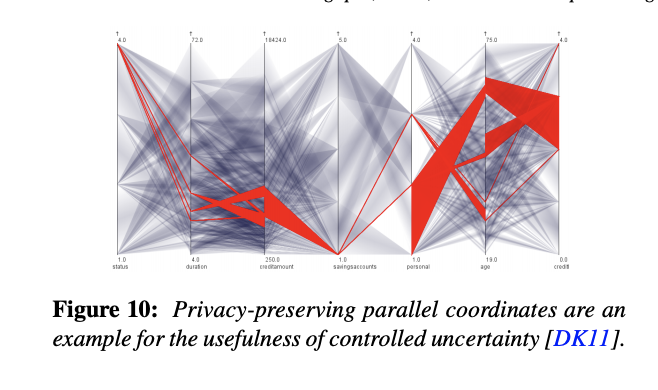 4.0 72.0 18424.0 5.0 4.0 75.0 4.0
1.0 4.0 250.0 1.0 1.0 19.0 0.0
status duration creditamount savingsaccounts personal age crediti
Figure 10: Privacy-preserving parallel coordinates are an
example for the usefulness of controlled uncertainty [DK11].